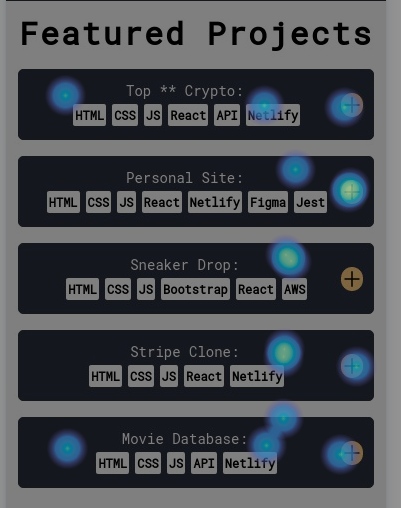 Featured Projects
Top ** Crypto:
HTML CSS JS React API Netlify
Personal Site:
HTML CSS JS React Netlify Figma Jest
Sneaker Drop:
HTML CSS JS Bootstrap React AWS
Stripe Clone:
HTML CSS JS React Netlify
Movie Database:
HTML CSS JS API Netlify